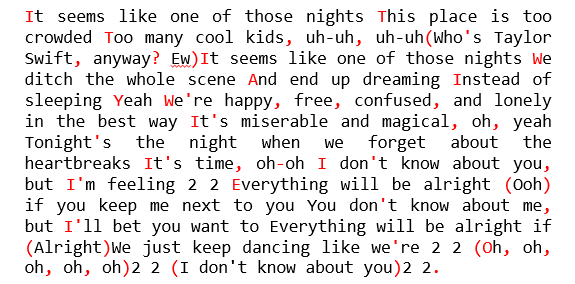 It seems like one of those nights This place is too
crowded Too many cool kids, uh-uh, uh-uh(Who's Taylor
Swift, anyway? Ew)It seems like one of those nights We
ditch the whole scene And end up dreaming Instead of
sleeping Yeah We're happy, free, confused, and lonely
in the best way It's miserable and magical, oh, yeah
Tonight's the night when we forget about the
heartbreaks It's time, oh-oh I don't know about you,
but I'm feeling 2 2 Everything will be alright (Ooh)
if you keep me next to you You don't know about me,
but I'll bet you want to Everything will be alright if
(Alright)We just keep dancing like we're 2 2 (Oh, oh,
oh, oh, oh)2 2 (I don't know about you)2 2.